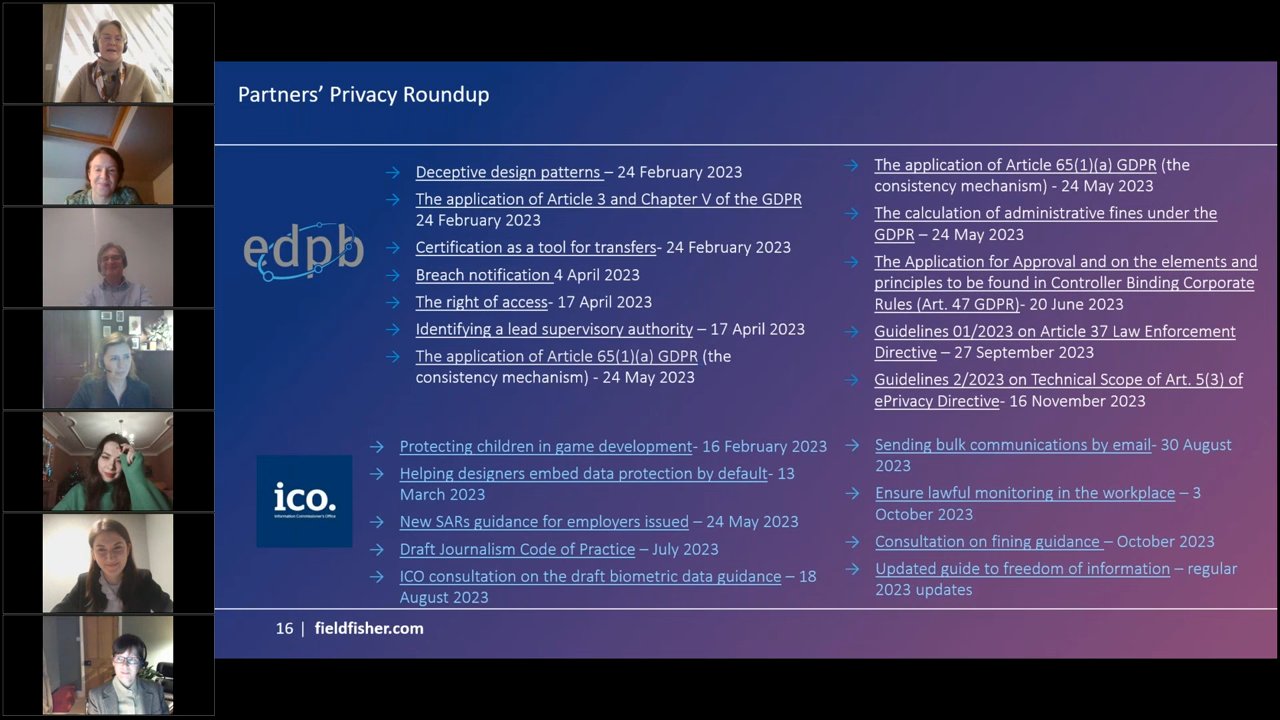 Partners' Privacy Roundup
edpb
Deceptive design patterns – 24 February 2023
The application of Article 3 and Chapter V of the GDPR
24 February 2023
Certification as a tool for transfers- 24 February 2023
Breach notification 4 April 2023
The right of access- 17 April 2023
Identifying a lead supervisory authority – 17 April 2023
The application of Article 65(1)(a) GDPR (the
consistency mechanism) - 24 May 2023
The application of Article 65(1)(a) GDPR (the
consistency mechanism) - 24 May 2023
The calculation of administrative fines under the
GDPR – 24 May 2023
The Application for Approval and on the elements and
principles to be found in Controller Binding Corporate
Rules (Art. 47 GDPR)- 20 June 2023
Guidelines 01/2023 on Article 37 Law Enforcement
Directive – 27 September 2023
Guidelines 2/2023 on Technical Scope of Art. 5(3) of
ePrivacy Directive- 16 November 2023
ico.
Information Commissioner's Office
Protecting children in game development- 16 February 2023
Helping designers embed data protection by default- 13
March 2023
New SARs guidance for employers issued – 24 May 2023
Draft Journalism Code of Practice – July 2023
ICO consultation on the draft biometric data guidance – 18
August 2023
Sending bulk communications by email- 30 August
2023
Ensure lawful monitoring in the workplace – 3
October 2023
Consultation on fining guidance – October 2023
Updated guide to freedom of information – regular
2023 updates
16 | fieldfisher.com